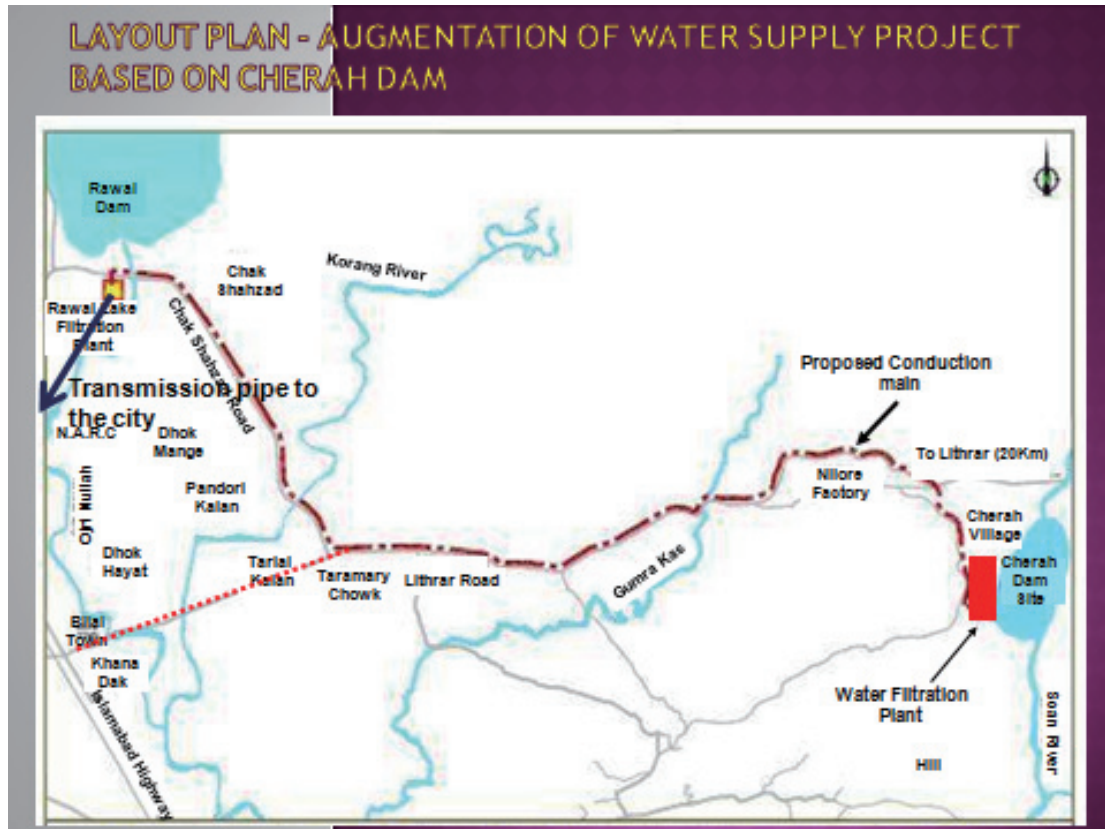 LAYOUT PLAN - AUGMENTATION OF WATER SUPPLY PROJECT
BASED ON CHERAH DAM
Rawal
Dam
Chak
Shahzad
Korang River
Rawal Lake
Filtration
Plant
Chak Shahzad Road
Transmission pipe to
the city
N.A.R.C
Dhok
Mange
Proposed Conduction
main
To Lithrar (20Km)
Nilore
Factory
Pandori
Kalan
Ojri Nullah
Cherah
Village
Dhok
Hayat
Tarlai
Kalan
Taramary
Chowk
Lithrar Road
Gumra Kas
Cherah
Dam
Site
Bilal
Town
Khana
Dak
Islamabad Highway
Water Filtration
Plant
Soan River
Hill